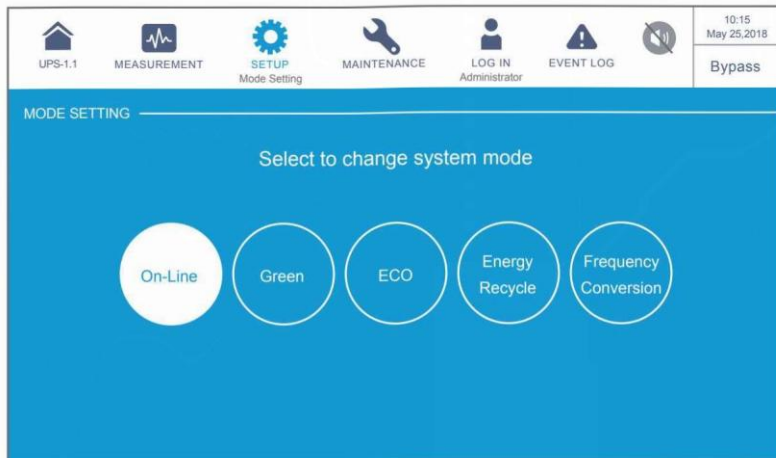 UPS-1.1
MEASUREMENT
SETUP
Mode Setting
MAINTENANCE
LOG IN
Administrator
EVENT LOG
10:15
May 25,2018
Bypass
MODE SETTING
Select to change system mode
On-Line
Green
ECO
Energy
Recycle
Frequency
Conversion